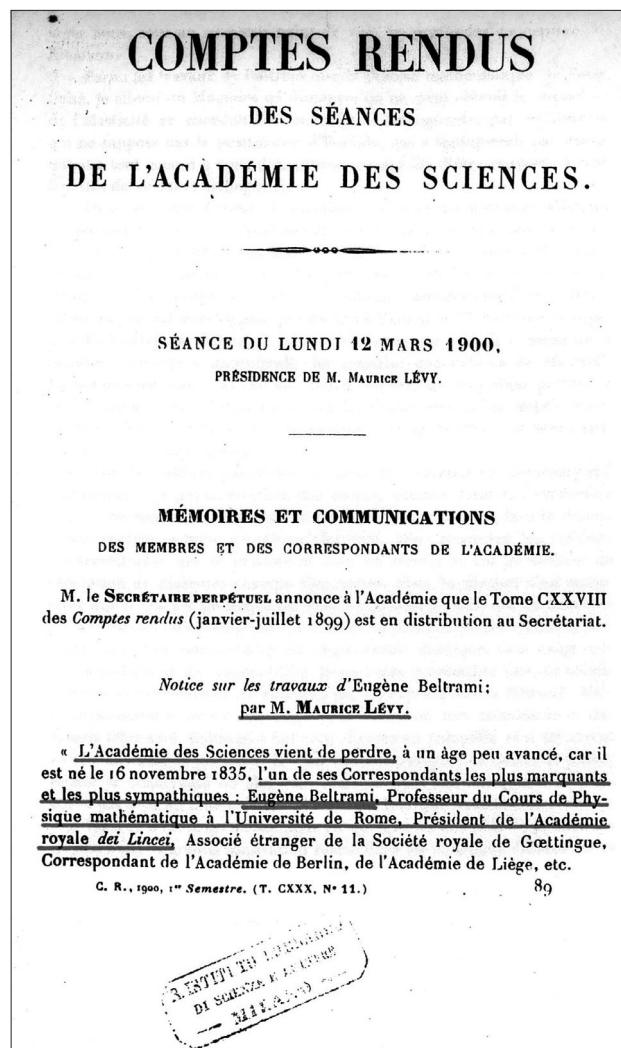 COMPTES RENDUS
DES SÉANCES
DE L'ACADÉMIE DES SCIENCES.
SÉANCE DU LUNDI 12 MARS 1900,
PRÉSIDENCE DE M. MAURICE LÉVY.
MÉMOIRES ET COMMUNICATIONS
DES MEMBRES ET DES CORRESPONDANTS DE L'ACADÉMIE.
M. le SECRÉTAIRE PERPÉTUEL annonce à l'Académie que le Tome CXXVIII
des Comptes rendus (janvier-juillet 1899) est en distribution au Secrétariat.
Notice sur les travaux d'Eugène Beltrami;
par M. MAURICE LÉVY.
« L'Académie des Sciences vient de perdre, à un âge peu avancé, car il
est né le 16 novembre 1835, l'un de ses Correspondants les plus marquants
et les plus sympathiques : Eugène Beltrami, Professeur du Cours de Phy-
sique mathématique à l'Université de Rome, Président de l'Académie
royale dei Lincei, Associé étranger de la Société royale de Gœttingue,
Correspondant de l'Académie de Berlin, de l'Académie de Liège, etc.
C. R., 1900, 1er Semestre. (T. CXXX, N° 11.) 89
R. ISTITUTO LOMBARDO
DI SCIENZE E LETTERE
— MILANO —